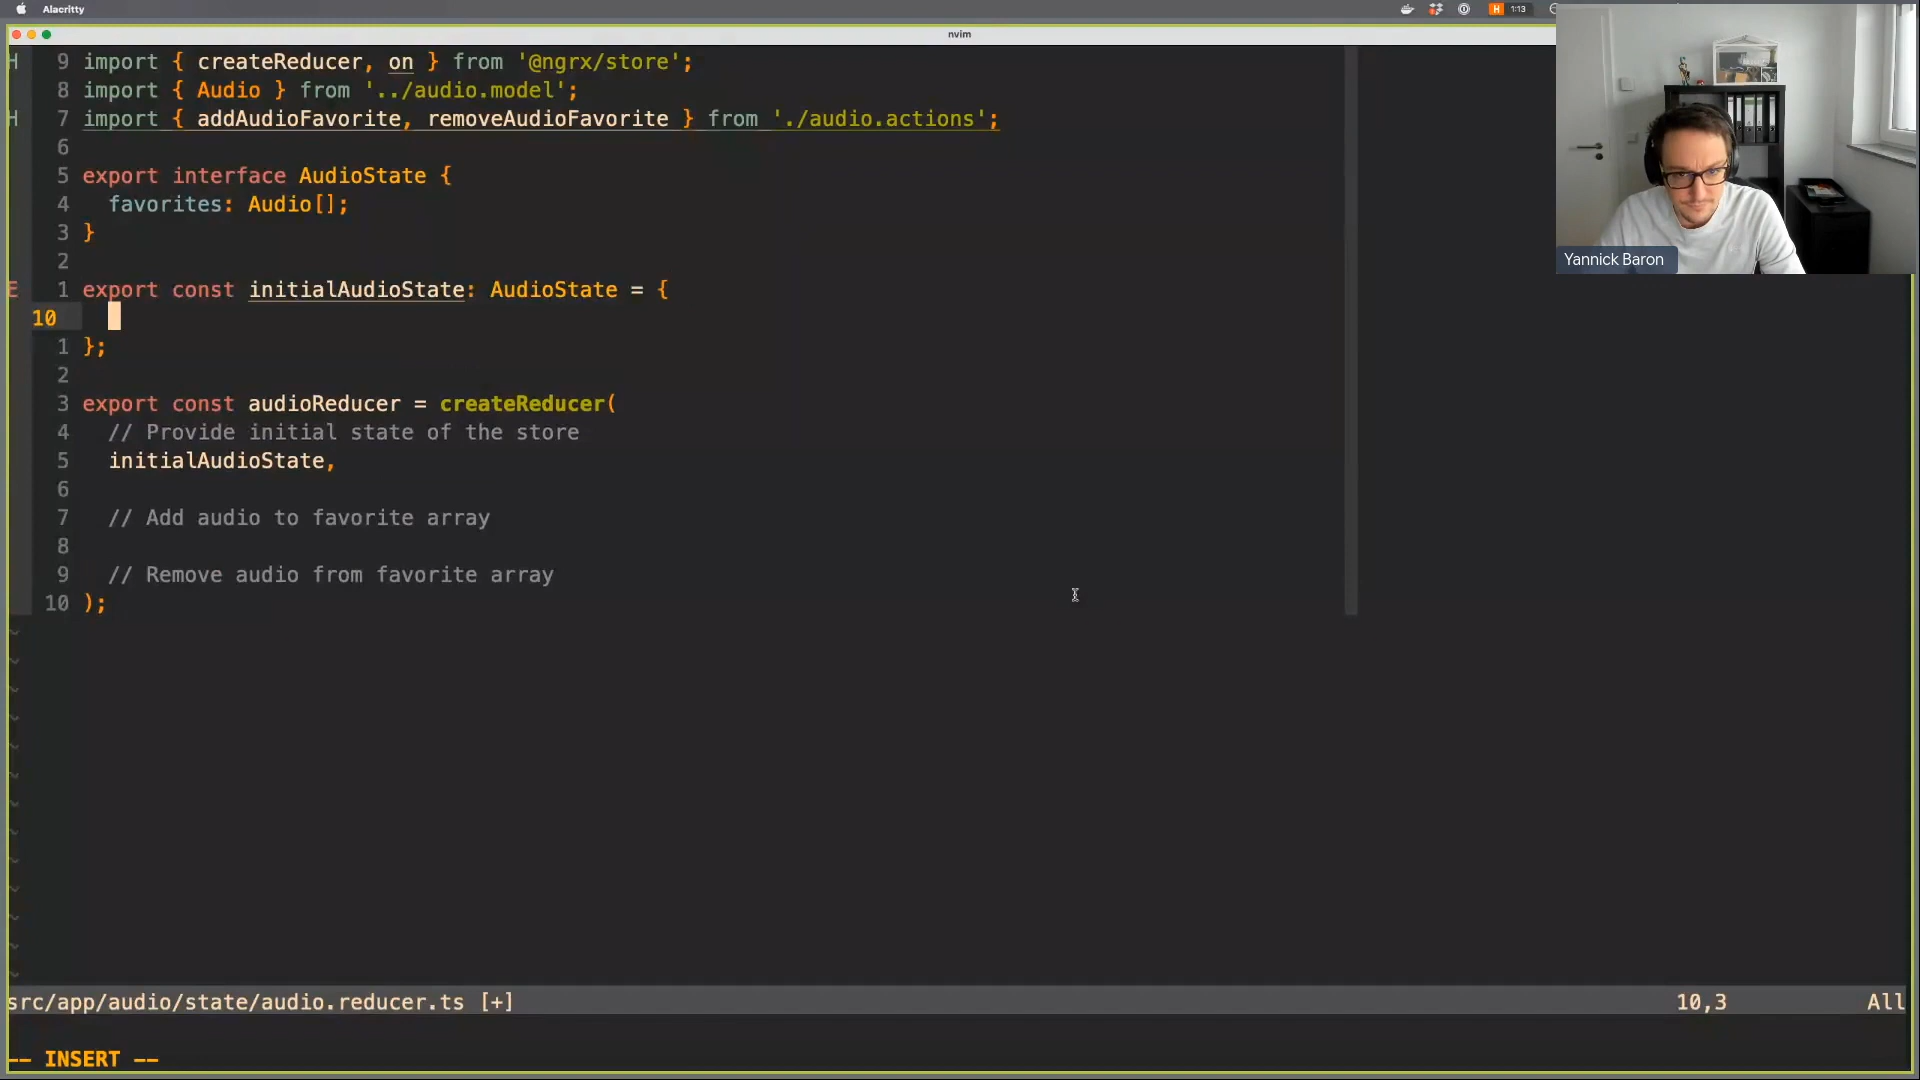 Alacritty
H 1:13
nvim
H 9 import { createReducer, on } from '@ngrx/store';
8 import { Audio } from '../audio.model';
H 7 import { addAudioFavorite, removeAudioFavorite } from './audio.actions';
6
5 export interface AudioState {
4   favorites: Audio[];
3 }
2
E 1 export const initialAudioState: AudioState = {
10
1 };
2
3 export const audioReducer = createReducer(
4   // Provide initial state of the store
5   initialAudioState,
6
7   // Add audio to favorite array
8
9   // Remove audio from favorite array
10 );
~
~
~
~
~
~
~
~
~
~
~
~
~
src/app/audio/state/audio.reducer.ts [+] 10,3 All
-- INSERT --
Yannick Baron